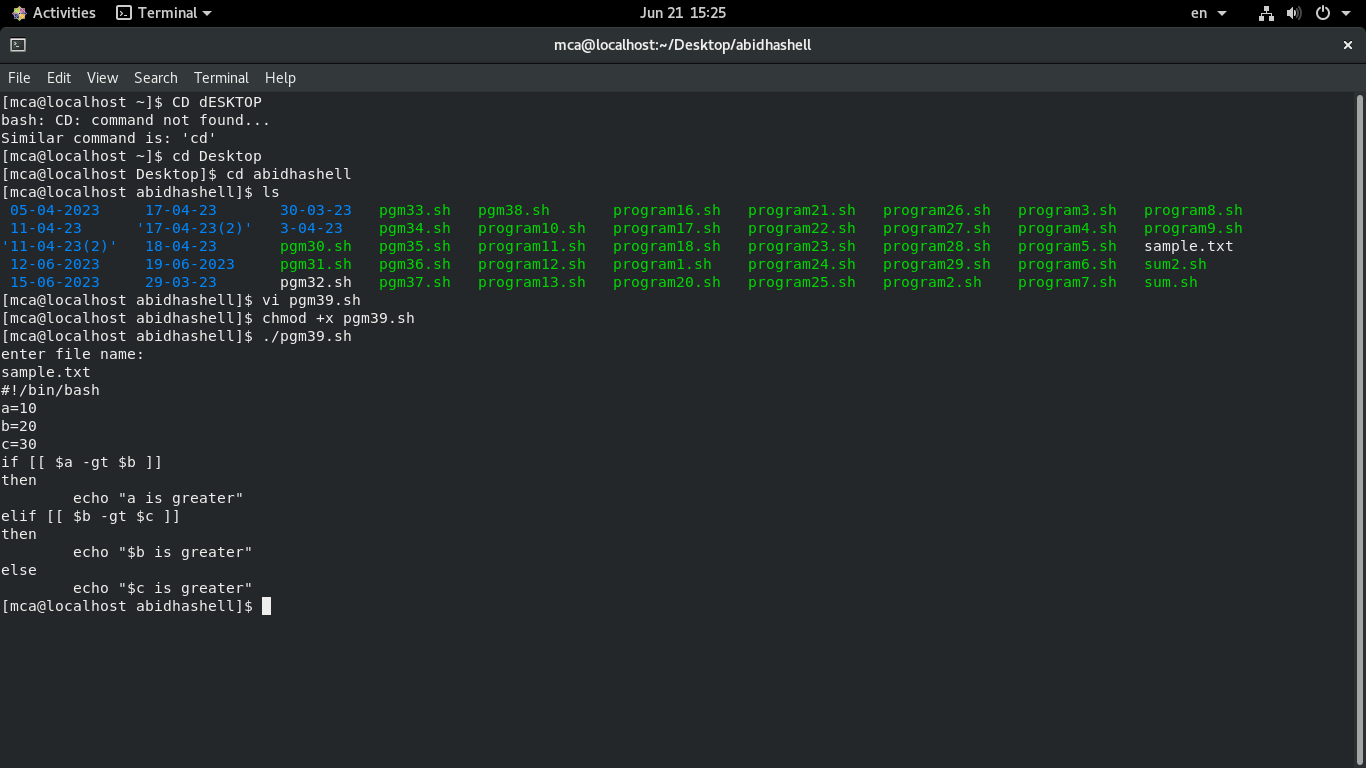 Activities Terminal Jun 21 15:25 en
mca@localhost:~/Desktop/abidhashell ×
File Edit View Search Terminal Help
[mca@localhost ~]$ CD dESKTOP
bash: CD: command not found...
Similar command is: 'cd'
[mca@localhost ~]$ cd Desktop
[mca@localhost Desktop]$ cd abidhashell
[mca@localhost abidhashell]$ ls
 05-04-2023     17-04-23       30-03-23   pgm33.sh   pgm38.sh       program16.sh   program21.sh   program26.sh   program3.sh   program8.sh
 11-04-23      '17-04-23(2)'   3-04-23    pgm34.sh   program10.sh   program17.sh   program22.sh   program27.sh   program4.sh   program9.sh
'11-04-23(2)'   18-04-23       pgm30.sh   pgm35.sh   program11.sh   program18.sh   program23.sh   program28.sh   program5.sh   sample.txt
 12-06-2023     19-06-2023     pgm31.sh   pgm36.sh   program12.sh   program1.sh    program24.sh   program29.sh   program6.sh   sum2.sh
 15-06-2023     29-03-23       pgm32.sh   pgm37.sh   program13.sh   program20.sh   program25.sh   program2.sh    program7.sh   sum.sh
[mca@localhost abidhashell]$ vi pgm39.sh
[mca@localhost abidhashell]$ chmod +x pgm39.sh
[mca@localhost abidhashell]$ ./pgm39.sh
enter file name:
sample.txt
#!/bin/bash
a=10
b=20
c=30
if [[ $a -gt $b ]]
then
        echo "a is greater"
elif [[ $b -gt $c ]]
then
        echo "$b is greater"
else
        echo "$c is greater"
[mca@localhost abidhashell]$